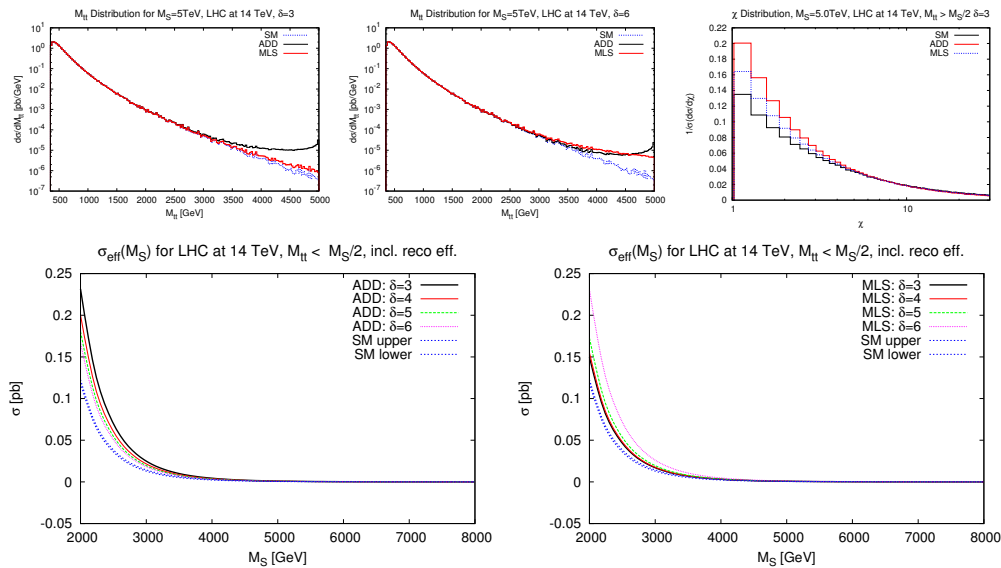 M_tt Distribution for M_S=5TeV, LHC at 14 TeV, δ=3
SM
ADD
MLS
dσ/dM_tt [pb/GeV]
10^1
10^0
10^-1
10^-2
10^-3
10^-4
10^-5
10^-6
10^-7
500 1000 1500 2000 2500 3000 3500 4000 4500 5000
M_tt [GeV]
M_tt Distribution for M_S=5TeV, LHC at 14 TeV, δ=6
SM
ADD
MLS
dσ/dM_tt [pb/GeV]
10^1
10^0
10^-1
10^-2
10^-3
10^-4
10^-5
10^-6
10^-7
500 1000 1500 2000 2500 3000 3500 4000 4500 5000
M_tt [GeV]
χ Distribution, M_S=5.0TeV, LHC at 14 TeV, M_tt > M_S/2 δ=3
SM
ADD
MLS
1/σ(dσ/dχ)
0.22
0.2
0.18
0.16
0.14
0.12
0.1
0.08
0.06
0.04
0.02
0
1 10
χ
σ_eff(M_S) for LHC at 14 TeV, M_tt < M_S/2, incl. reco eff.
ADD: δ=3
ADD: δ=4
ADD: δ=5
ADD: δ=6
SM upper
SM lower
σ [pb]
0.25
0.20
0.15
0.10
0.05
0
-0.05
2000 3000 4000 5000 6000 7000 8000
M_S [GeV]
σ_eff(M_S) for LHC at 14 TeV, M_tt < M_S/2, incl. reco eff.
MLS: δ=3
MLS: δ=4
MLS: δ=5
MLS: δ=6
SM upper
SM lower
σ [pb]
0.25
0.20
0.15
0.10
0.05
0
-0.05
2000 3000 4000 5000 6000 7000 8000
M_S [GeV]